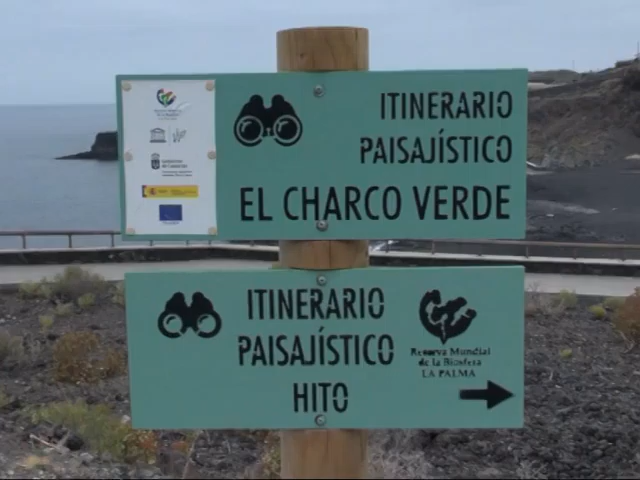 ITINERARIO
PAISAJÍSTICO
EL CHARCO VERDE
ITINERARIO
PAISAJÍSTICO
HITO
Reserva Mundial
de la Biosfera
LA PALMA